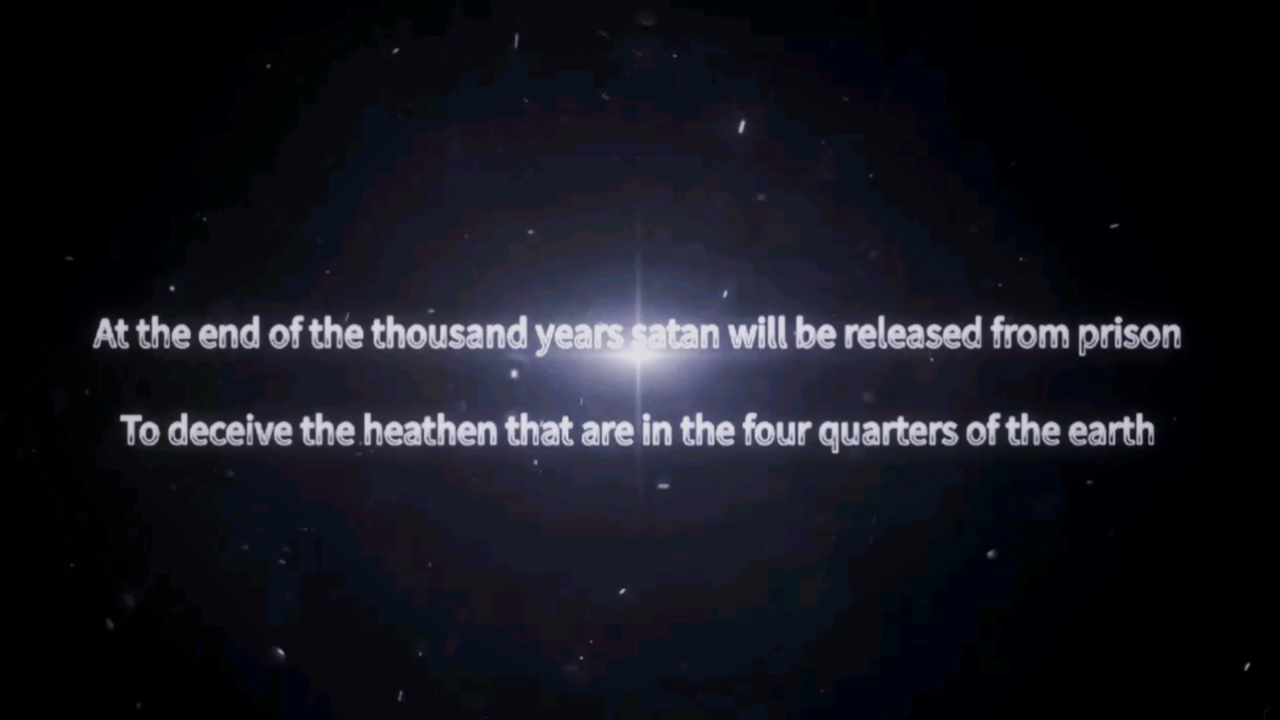 At the end of the thousand years satan will be released from prison
To deceive the heathen that are in the four quarters of the earth